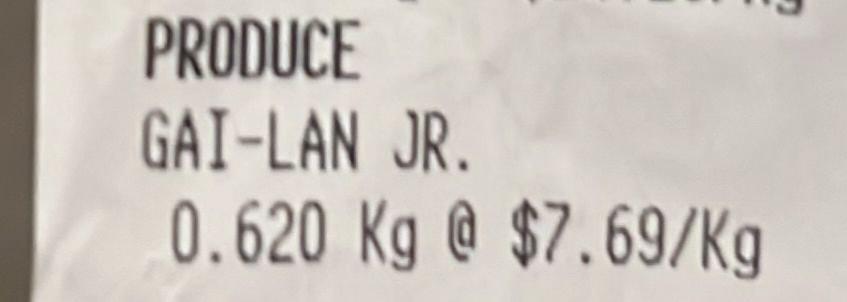 PRODUCE
GAI-LAN JR.
0.620 Kg @ $7.69/Kg